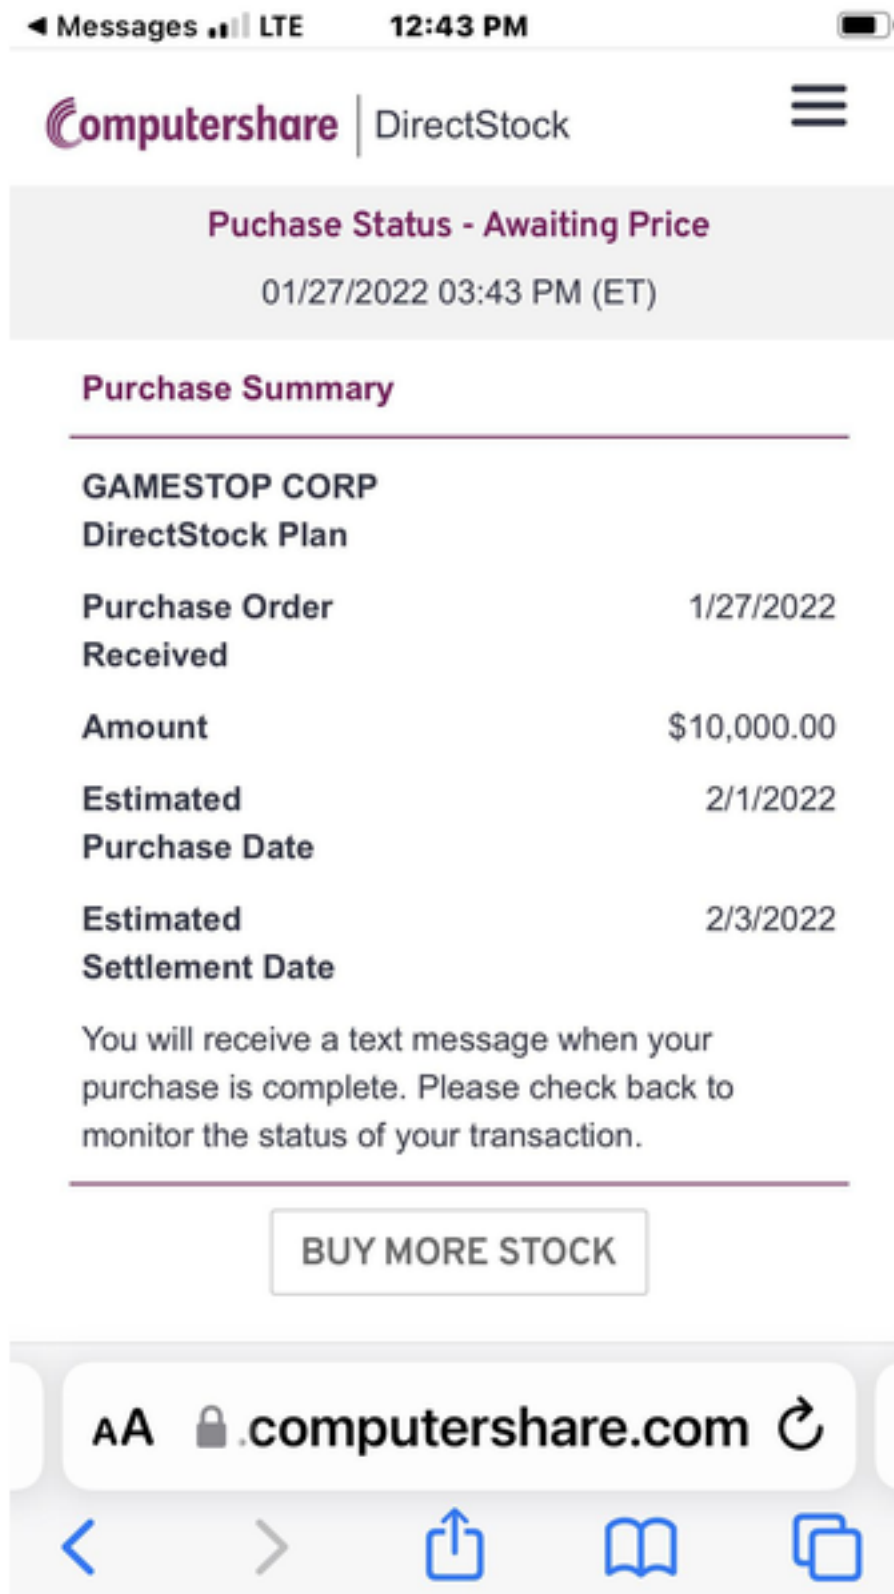 Messages LTE 12:43 PM
Computershare DirectStock
Puchase Status - Awaiting Price
01/27/2022 03:43 PM (ET)
Purchase Summary
GAMESTOP CORP
DirectStock Plan
Purchase Order 1/27/2022
Received
Amount $10,000.00
Estimated 2/1/2022
Purchase Date
Estimated 2/3/2022
Settlement Date
You will receive a text message when your
purchase is complete. Please check back to
monitor the status of your transaction.
BUY MORE STOCK
AA .computershare.com